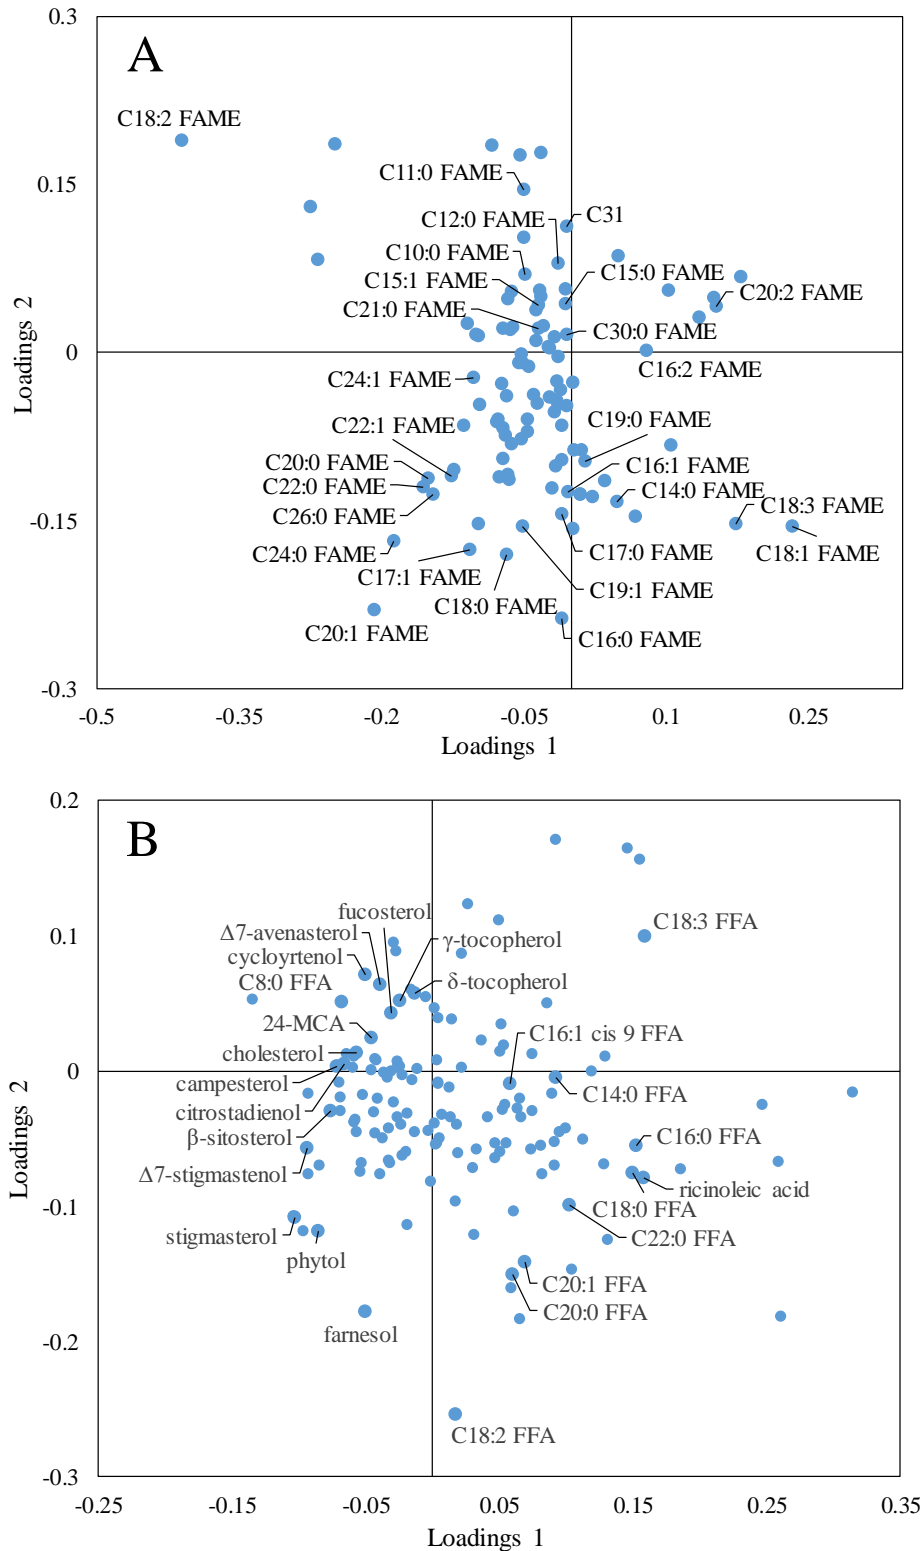 0.3
A
C18:2 FAME
C11:0 FAME
0.15
C12:0 FAME
C31
C10:0 FAME
C15:1 FAME
C15:0 FAME
C20:2 FAME
C21:0 FAME
C30:0 FAME
0
C16:2 FAME
C24:1 FAME
C22:1 FAME
C19:0 FAME
C20:0 FAME
C16:1 FAME
C22:0 FAME
C14:0 FAME
C26:0 FAME
C18:3 FAME
-0.15
C24:0 FAME
C17:0 FAME
C18:1 FAME
C17:1 FAME
C19:1 FAME
C18:0 FAME
C20:1 FAME
C16:0 FAME
-0.3
-0.5
-0.35
-0.2
-0.05
0.1
0.25
Loadings 1
Loadings 2
0.2
B
fucosterol
C18:3 FFA
Δ7-avenasterol
γ-tocopherol
0.1
cycloyrtenol
C8:0 FFA
δ-tocopherol
24-MCA
C16:1 cis 9 FFA
cholesterol
0
campesterol
C14:0 FFA
citrostadienol
β-sitosterol
C16:0 FFA
Δ7-stigmastenol
ricinoleic acid
-0.1
C18:0 FFA
stigmasterol
C22:0 FFA
phytol
C20:1 FFA
C20:0 FFA
farnesol
-0.2
C18:2 FFA
-0.3
-0.25
-0.15
-0.05
0.05
0.15
0.25
0.35
Loadings 1
Loadings 2